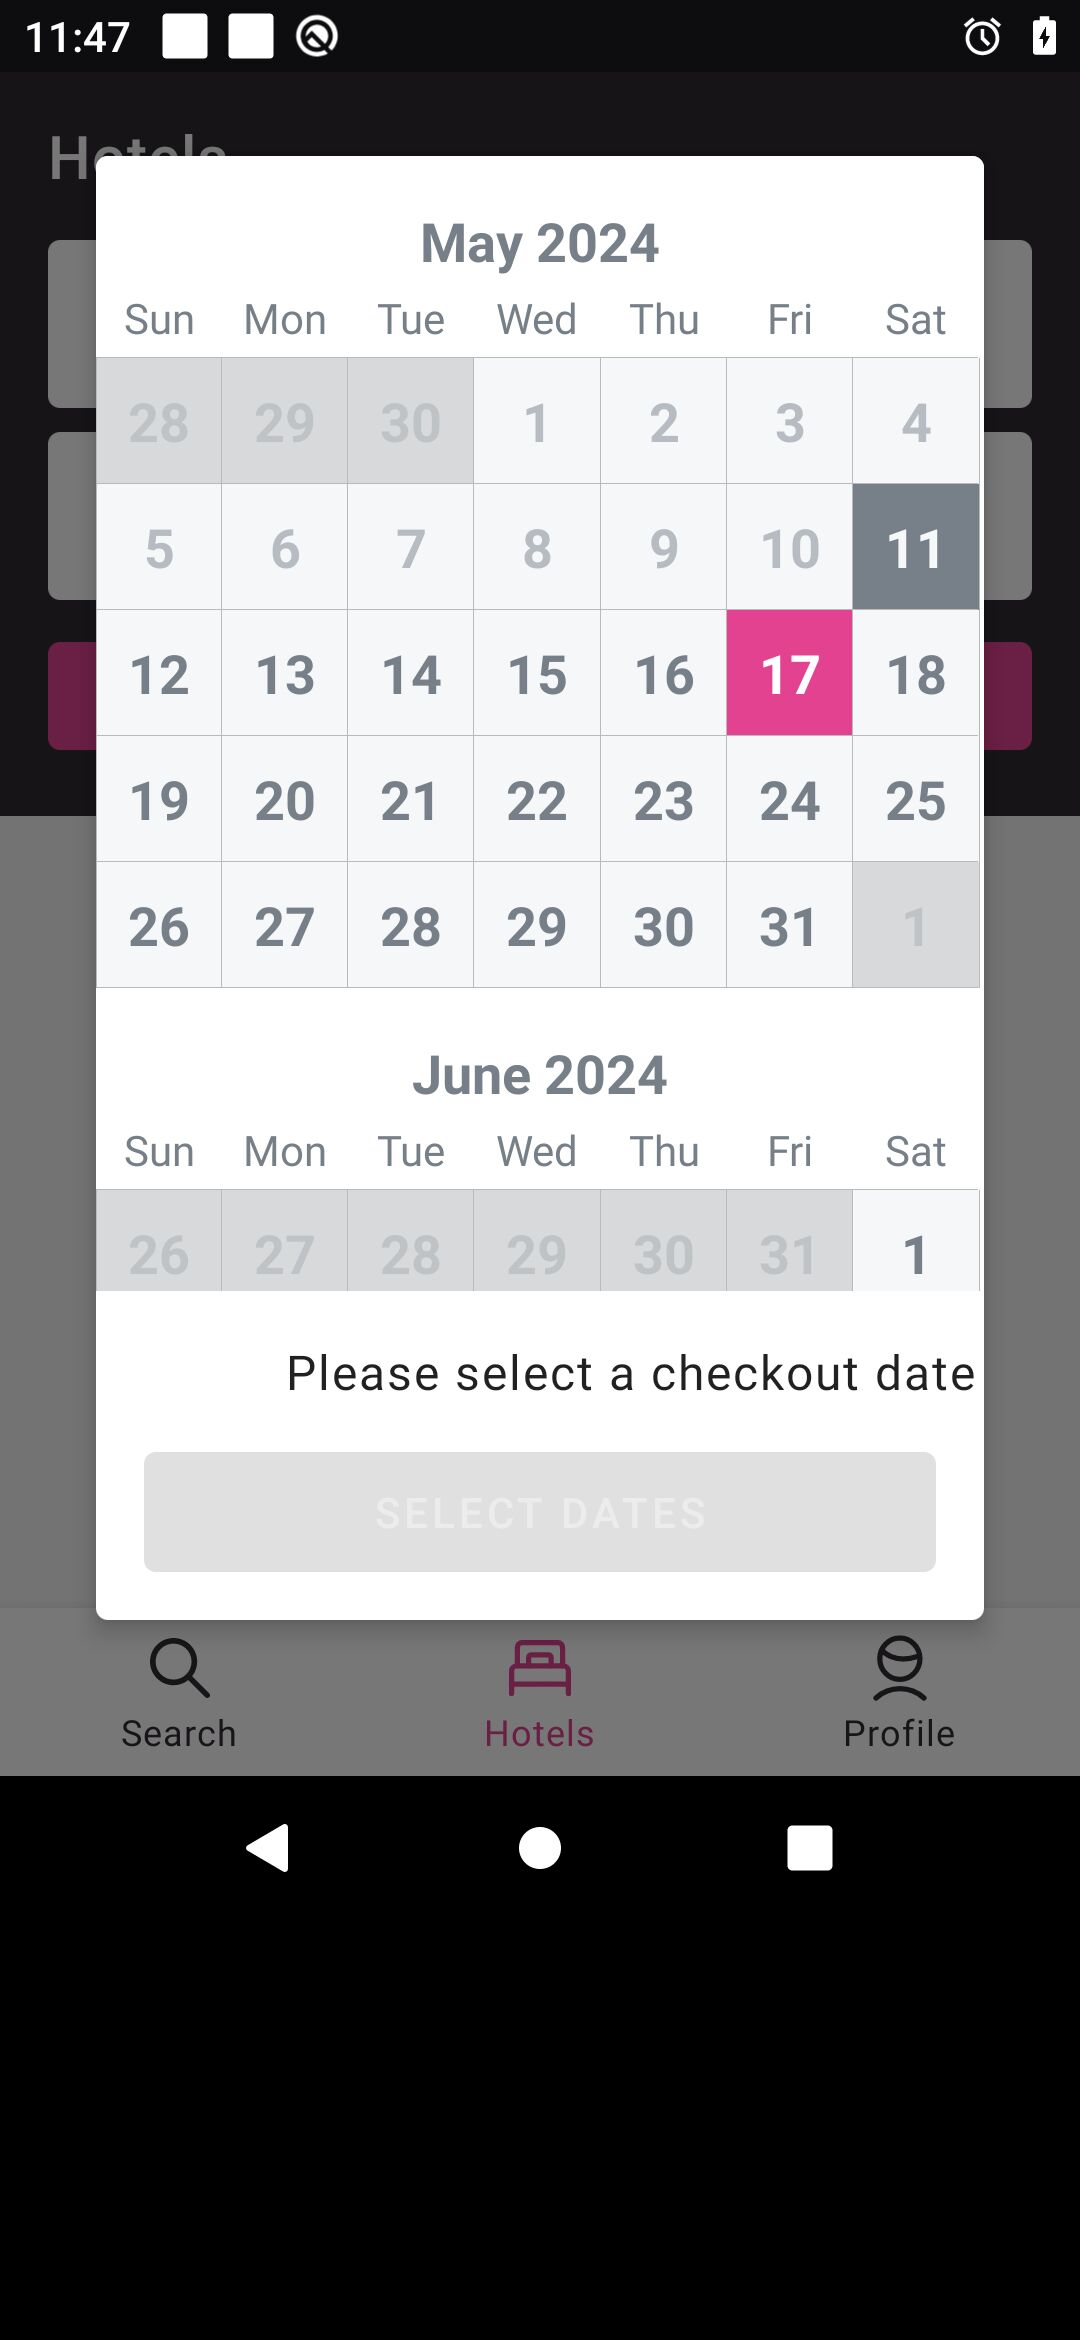 11:47
Hotels
May 2024
Sun Mon Tue Wed Thu Fri Sat
28 29 30 1 2 3 4
5 6 7 8 9 10 11
12 13 14 15 16 17 18
19 20 21 22 23 24 25
26 27 28 29 30 31 1
June 2024
Sun Mon Tue Wed Thu Fri Sat
26 27 28 29 30 31 1
Please select a checkout date
SELECT DATES
Search Hotels Profile